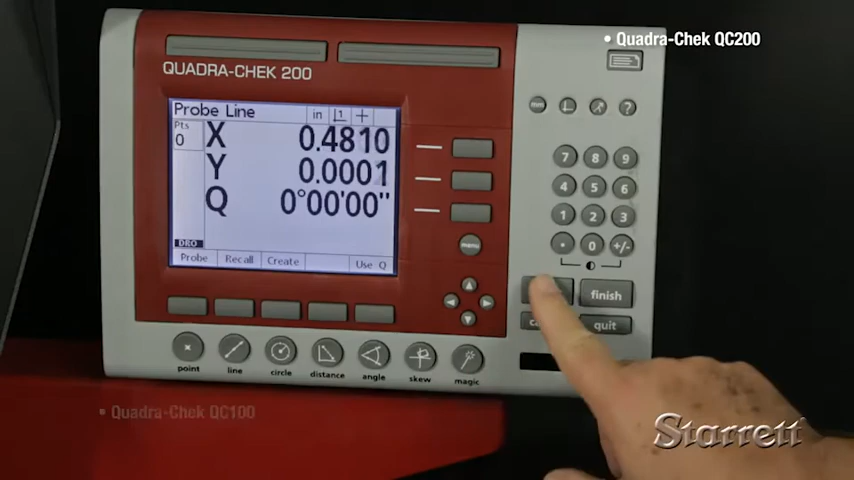 • Quadra-Chek QC200
QUADRA-CHEK 200
Probe Line in 1
Pts
0
X 0.4810
Y 0.0001
Q 0°00'00"
DRO
Probe Recall Create Use Q
menu
?
7 8 9
4 5 6
1 2 3
. 0 +/-
finish
quit
point line circle distance angle skew magic
• Quadra-Chek QC100
Starrett